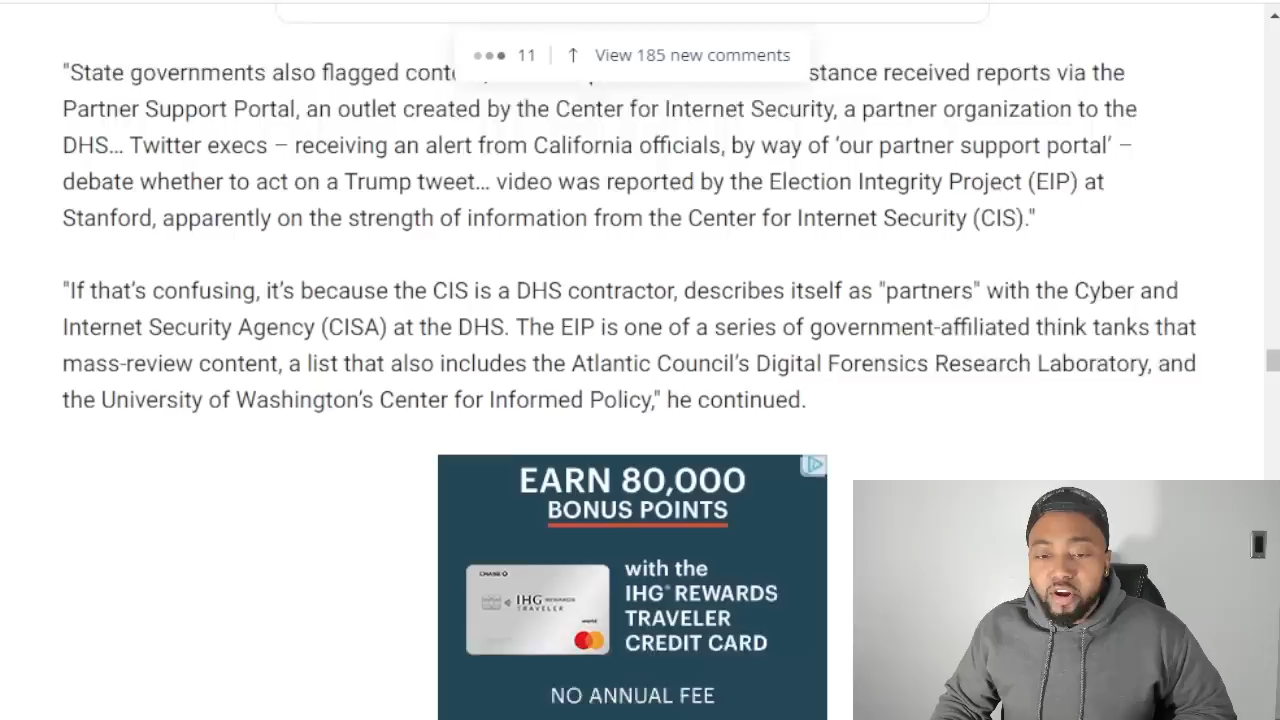 11 | ↑ View 185 new comments
"State governments also flagged stance received reports via the
Partner Support Portal, an outlet created by the Center for Internet Security, a partner organization to the
DHS… Twitter execs – receiving an alert from California officials, by way of ‘our partner support portal’ –
debate whether to act on a Trump tweet… video was reported by the Election Integrity Project (EIP) at
Stanford, apparently on the strength of information from the Center for Internet Security (CIS)."
"If that’s confusing, it’s because the CIS is a DHS contractor, describes itself as "partners" with the Cyber and
Internet Security Agency (CISA) at the DHS. The EIP is one of a series of government-affiliated think tanks that
mass-review content, a list that also includes the Atlantic Council’s Digital Forensics Research Laboratory, and
the University of Washington’s Center for Informed Policy," he continued.
EARN 80,000
BONUS POINTS
CHASE
IHG REWARDS
TRAVELER
world
with the
IHG® REWARDS
TRAVELER
CREDIT CARD
NO ANNUAL FEE